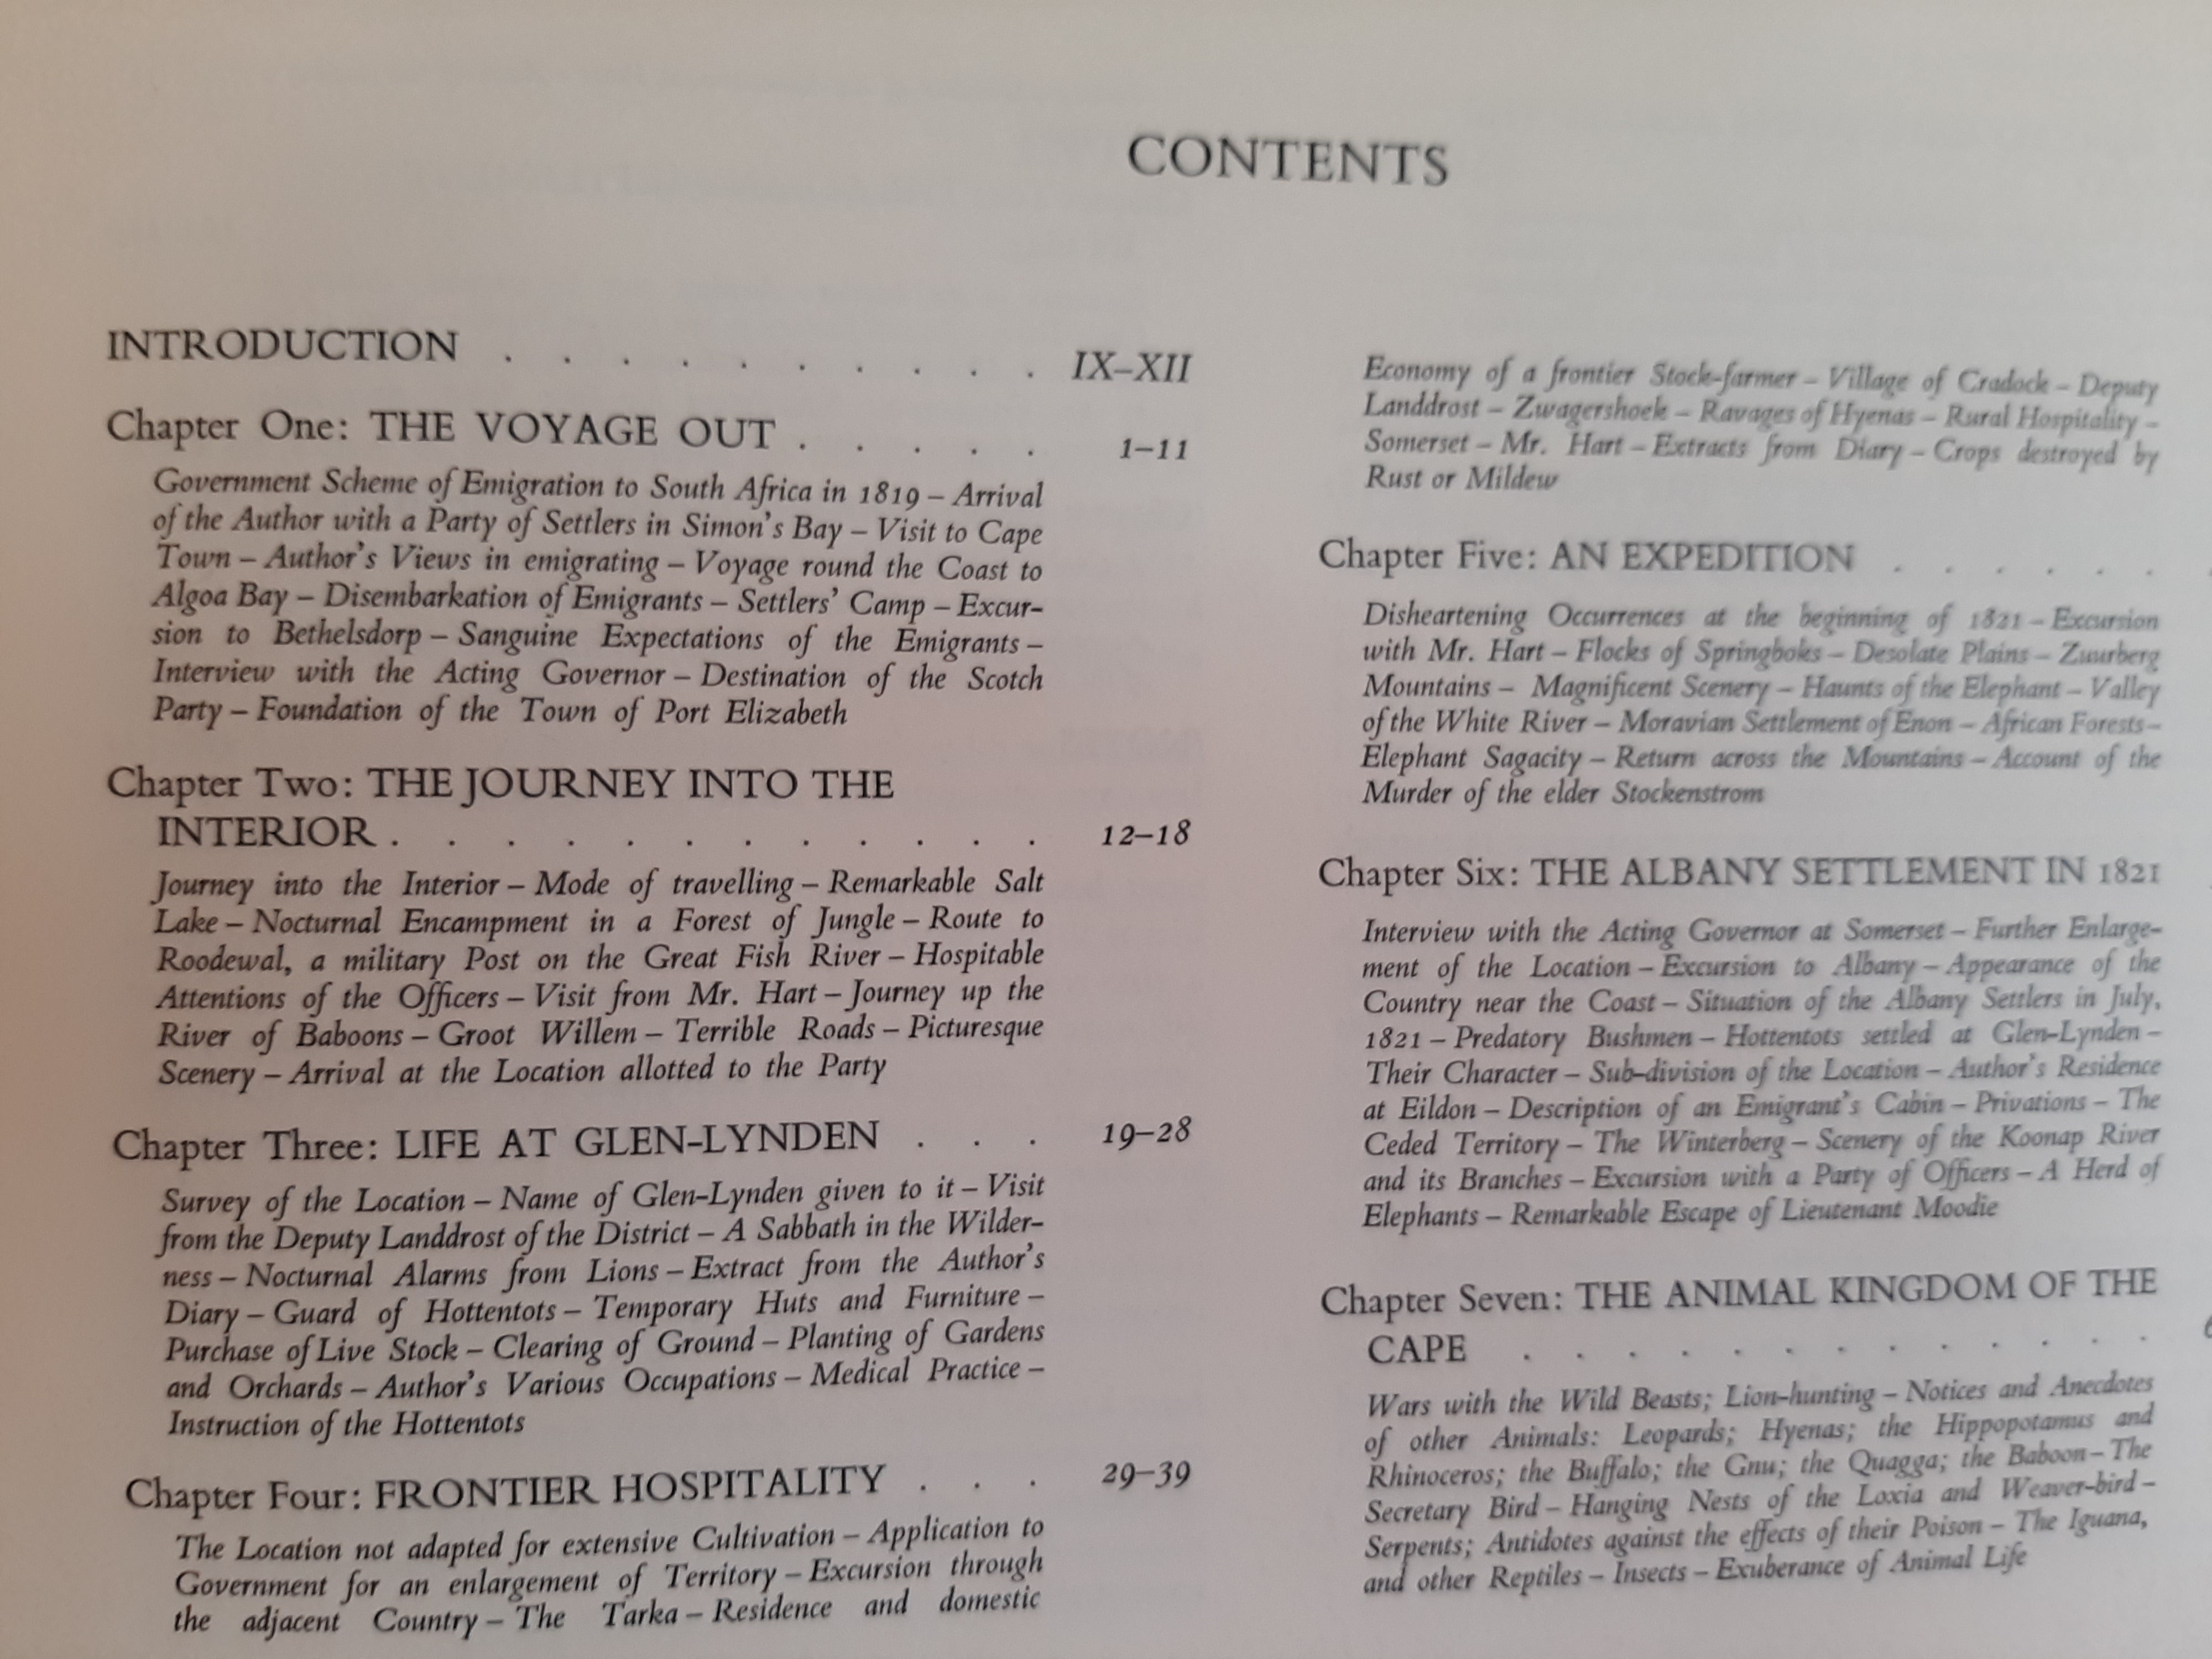 CONTENTS
INTRODUCTION . . . . . . . . . . IX–XII
Chapter One: THE VOYAGE OUT . . . . . 1–11
Government Scheme of Emigration to South Africa in 1819 – Arrival
of the Author with a Party of Settlers in Simon's Bay – Visit to Cape
Town – Author's Views in emigrating – Voyage round the Coast to
Algoa Bay – Disembarkation of Emigrants – Settlers' Camp – Excur-
sion to Bethelsdorp – Sanguine Expectations of the Emigrants –
Interview with the Acting Governor – Destination of the Scotch
Party – Foundation of the Town of Port Elizabeth
Chapter Two: THE JOURNEY INTO THE
INTERIOR . . . . . . . . . . . . 12–18
Journey into the Interior – Mode of travelling – Remarkable Salt
Lake – Nocturnal Encampment in a Forest of Jungle – Route to
Roodewal, a military Post on the Great Fish River – Hospitable
Attentions of the Officers – Visit from Mr. Hart – Journey up the
River of Baboons – Groot Willem – Terrible Roads – Picturesque
Scenery – Arrival at the Location allotted to the Party
Chapter Three: LIFE AT GLEN-LYNDEN . . . 19–28
Survey of the Location – Name of Glen-Lynden given to it – Visit
from the Deputy Landdrost of the District – A Sabbath in the Wilder-
ness – Nocturnal Alarms from Lions – Extract from the Author's
Diary – Guard of Hottentots – Temporary Huts and Furniture –
Purchase of Live Stock – Clearing of Ground – Planting of Gardens
and Orchards – Author's Various Occupations – Medical Practice –
Instruction of the Hottentots
Chapter Four: FRONTIER HOSPITALITY . . . 29–39
The Location not adapted for extensive Cultivation – Application to
Government for an enlargement of Territory – Excursion through
the adjacent Country – The Tarka – Residence and domestic
Economy of a frontier Stock-farmer – Village of Cradock – Deputy
Landdrost – Zwagershoek – Ravages of Hyenas – Rural Hospitality –
Somerset – Mr. Hart – Extracts from Diary – Crops destroyed by
Rust or Mildew
Chapter Five: AN EXPEDITION . . . . . .
Disheartening Occurrences at the beginning of 1821 – Excursion
with Mr. Hart – Flocks of Springboks – Desolate Plains – Zuurberg
Mountains – Magnificent Scenery – Haunts of the Elephant – Valley
of the White River – Moravian Settlement of Enon – African Forests –
Elephant Sagacity – Return across the Mountains – Account of the
Murder of the elder Stockenstrom
Chapter Six: THE ALBANY SETTLEMENT IN 1821
Interview with the Acting Governor at Somerset – Further Enlarge-
ment of the Location – Excursion to Albany – Appearance of the
Country near the Coast – Situation of the Albany Settlers in July,
1821 – Predatory Bushmen – Hottentots settled at Glen-Lynden –
Their Character – Sub-division of the Location – Author's Residence
at Eildon – Description of an Emigrant's Cabin – Privations – The
Ceded Territory – The Winterberg – Scenery of the Koonap River
and its Branches – Excursion with a Party of Officers – A Herd of
Elephants – Remarkable Escape of Lieutenant Moodie
Chapter Seven: THE ANIMAL KINGDOM OF THE
CAPE . . . . . . . . . . . .
Wars with the Wild Beasts; Lion-hunting – Notices and Anecdotes
of other Animals: Leopards; Hyenas; the Hippopotamus and
Rhinoceros; the Buffalo; the Gnu; the Quagga; the Baboon – The
Secretary Bird – Hanging Nests of the Loxia and Weaver-bird –
Serpents; Antidotes against the effects of their Poison – The Iguana,
and other Reptiles – Insects – Exuberance of Animal Life